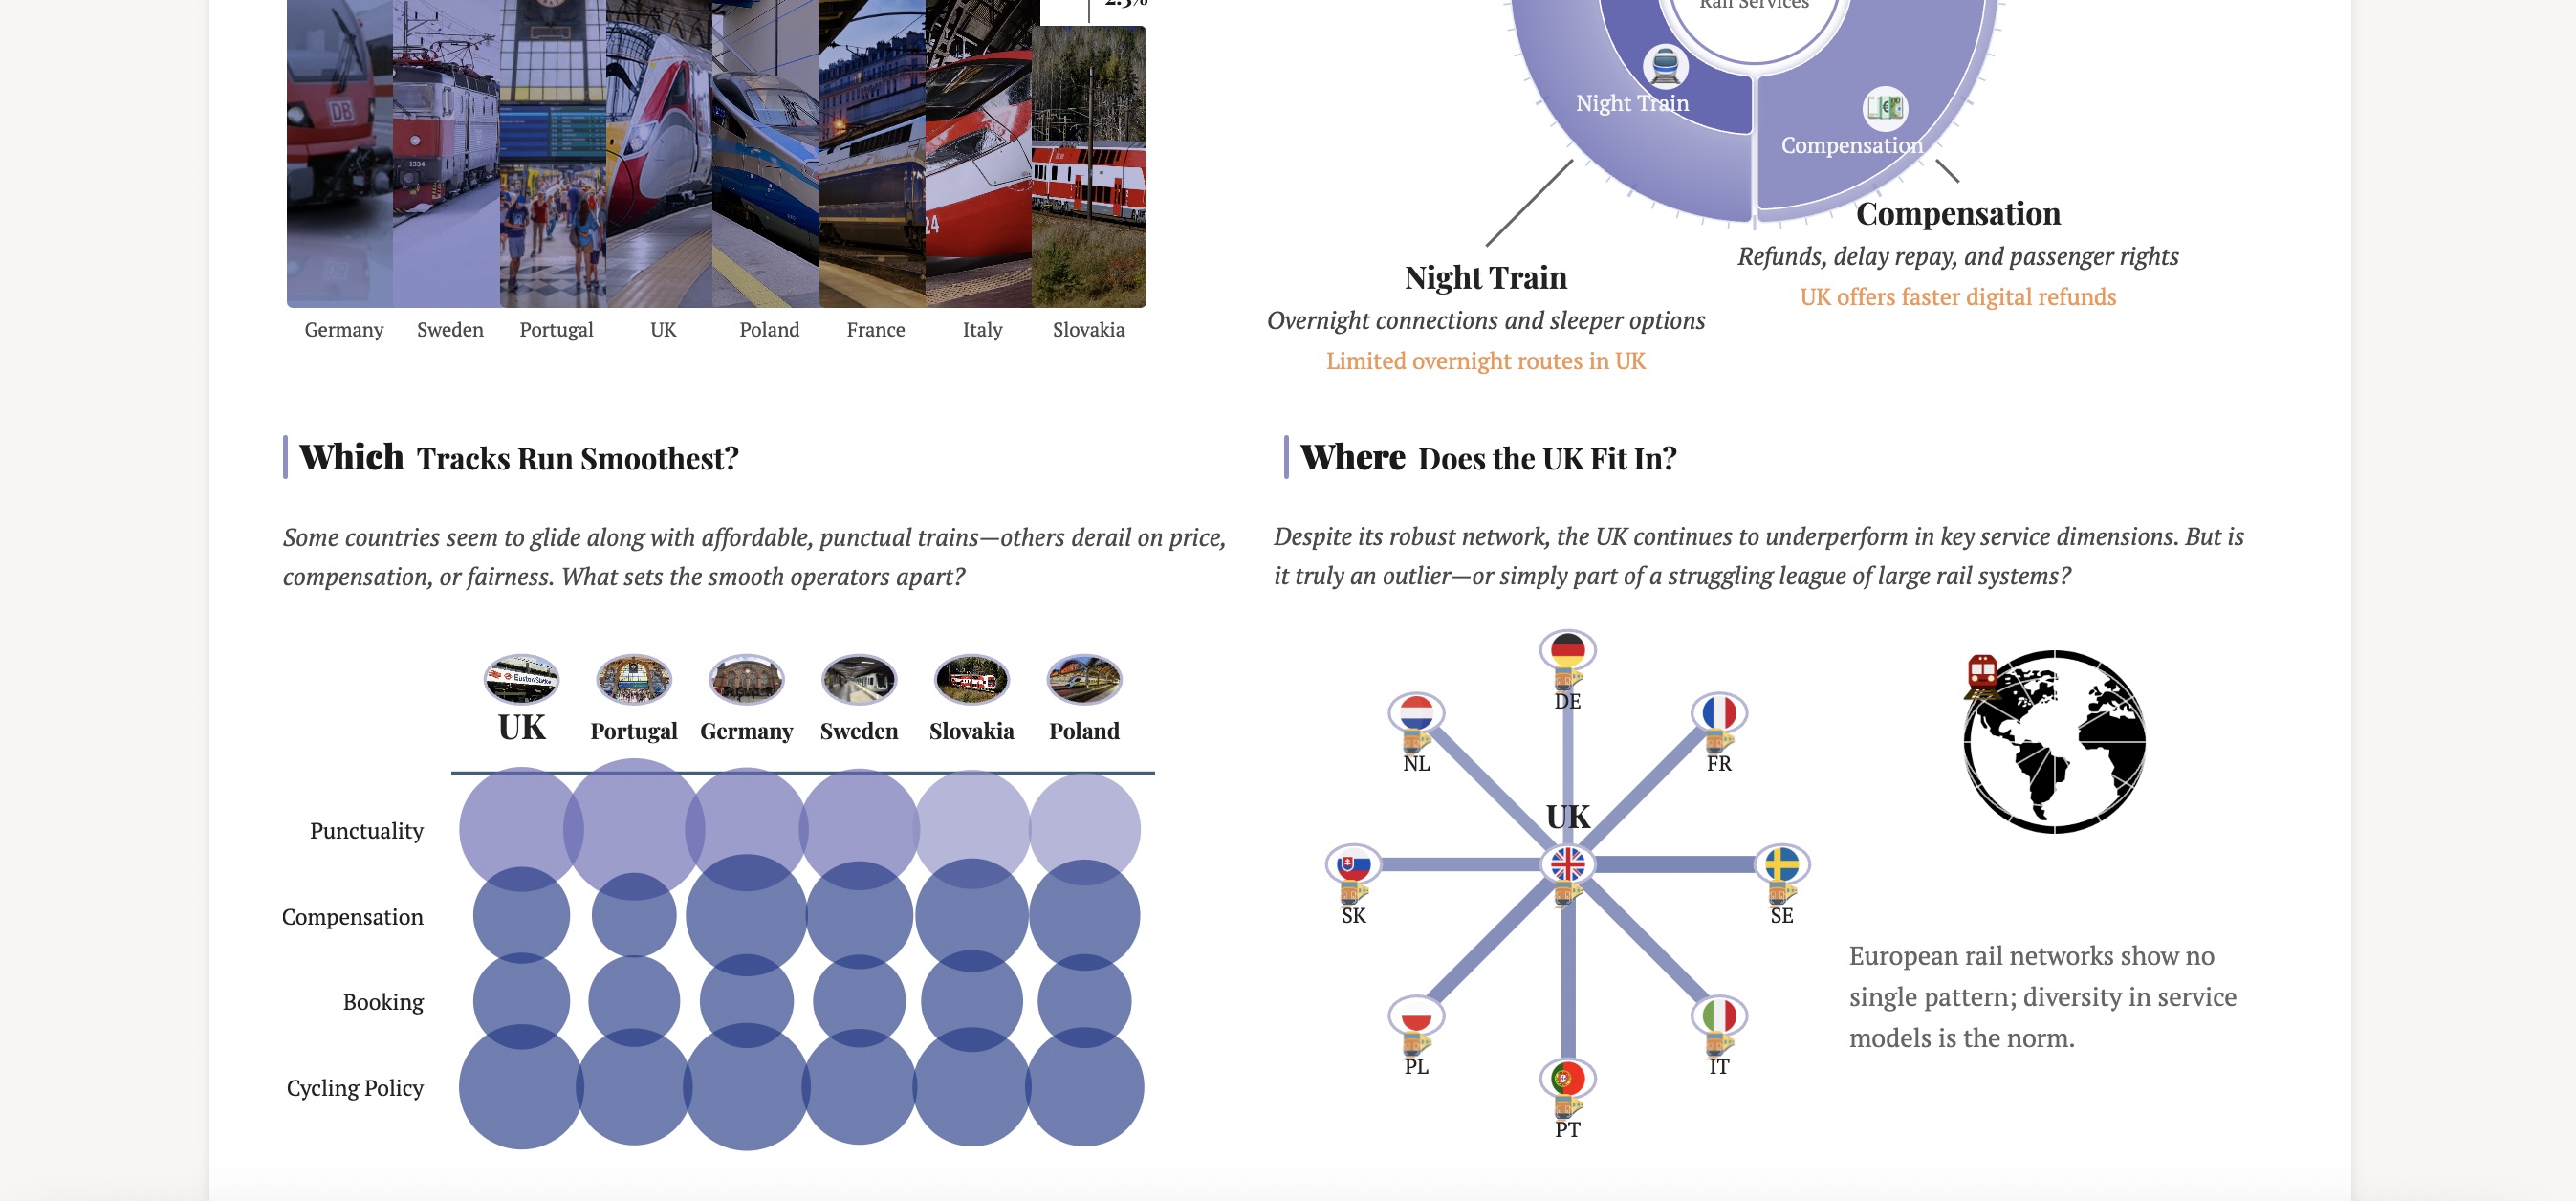 2.5%
Rail Services
DB
1334
24
Night Train
Compensation
Germany
Sweden
Portugal
UK
Poland
France
Italy
Slovakia
Night Train
Overnight connections and sleeper options
Limited overnight routes in UK
Compensation
Refunds, delay repay, and passenger rights
UK offers faster digital refunds
Which Tracks Run Smoothest?
Some countries seem to glide along with affordable, punctual trains—others derail on price,
compensation, or fairness. What sets the smooth operators apart?
Euston Station
UK
Portugal
Germany
Sweden
Slovakia
Poland
Punctuality
Compensation
Booking
Cycling Policy
Where Does the UK Fit In?
Despite its robust network, the UK continues to underperform in key service dimensions. But is
it truly an outlier—or simply part of a struggling league of large rail systems?
DE
NL
FR
UK
SK
SE
PL
IT
PT
European rail networks show no
single pattern; diversity in service
models is the norm.